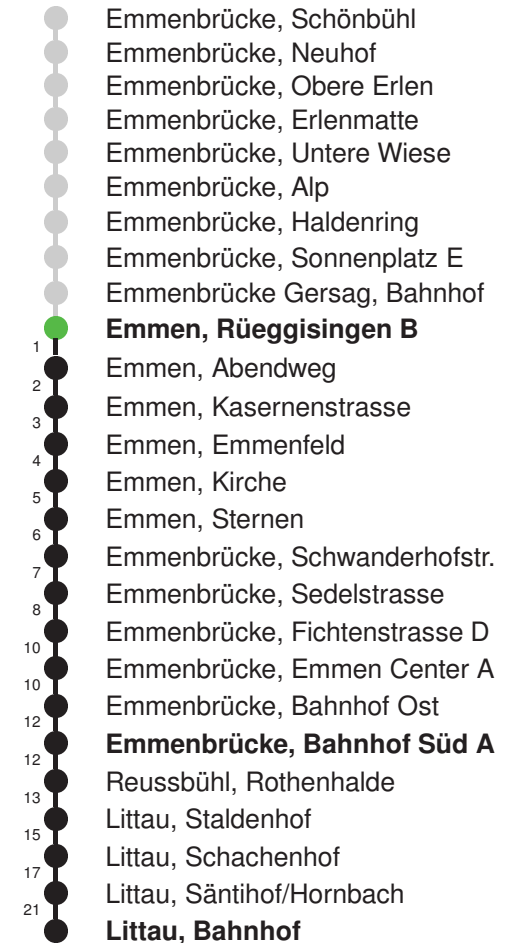 Emmenbrücke, Schönbühl
Emmenbrücke, Neuhof
Emmenbrücke, Obere Erlen
Emmenbrücke, Erlenmatte
Emmenbrücke, Untere Wiese
Emmenbrücke, Alp
Emmenbrücke, Haldenring
Emmenbrücke, Sonnenplatz E
Emmenbrücke Gersag, Bahnhof
Emmen, Rüeggisingen B
1
Emmen, Abendweg
2
Emmen, Kasernenstrasse
3
Emmen, Emmenfeld
4
Emmen, Kirche
5
Emmen, Sternen
6
Emmenbrücke, Schwanderhofstr.
7
Emmenbrücke, Sedelstrasse
8
Emmenbrücke, Fichtenstrasse D
10
Emmenbrücke, Emmen Center A
10
Emmenbrücke, Bahnhof Ost
12
Emmenbrücke, Bahnhof Süd A
12
Reussbühl, Rothenhalde
13
Littau, Staldenhof
15
Littau, Schachenhof
17
Littau, Säntihof/Hornbach
21
Littau, Bahnhof